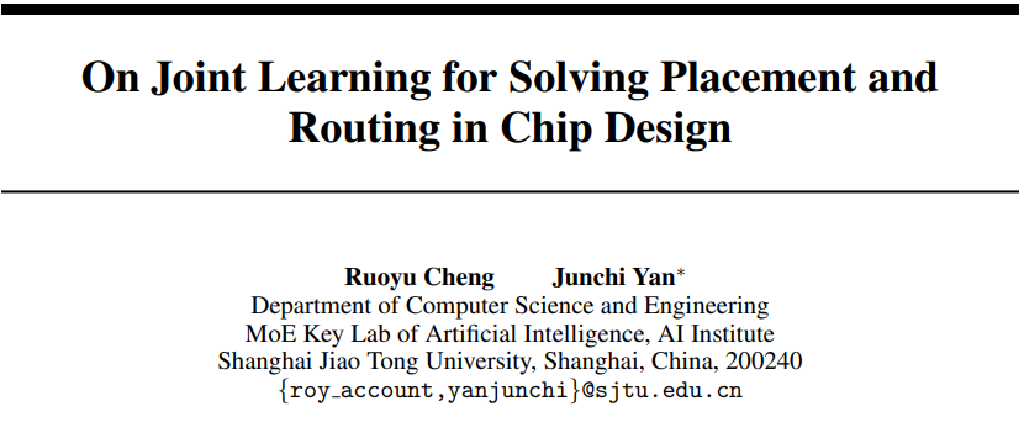 On Joint Learning for Solving Placement and
Routing in Chip Design
Ruoyu Cheng Junchi Yan*
Department of Computer Science and Engineering
MoE Key Lab of Artificial Intelligence, AI Institute
Shanghai Jiao Tong University, Shanghai, China, 200240
{roy_account,yanjunchi}@sjtu.edu.cn